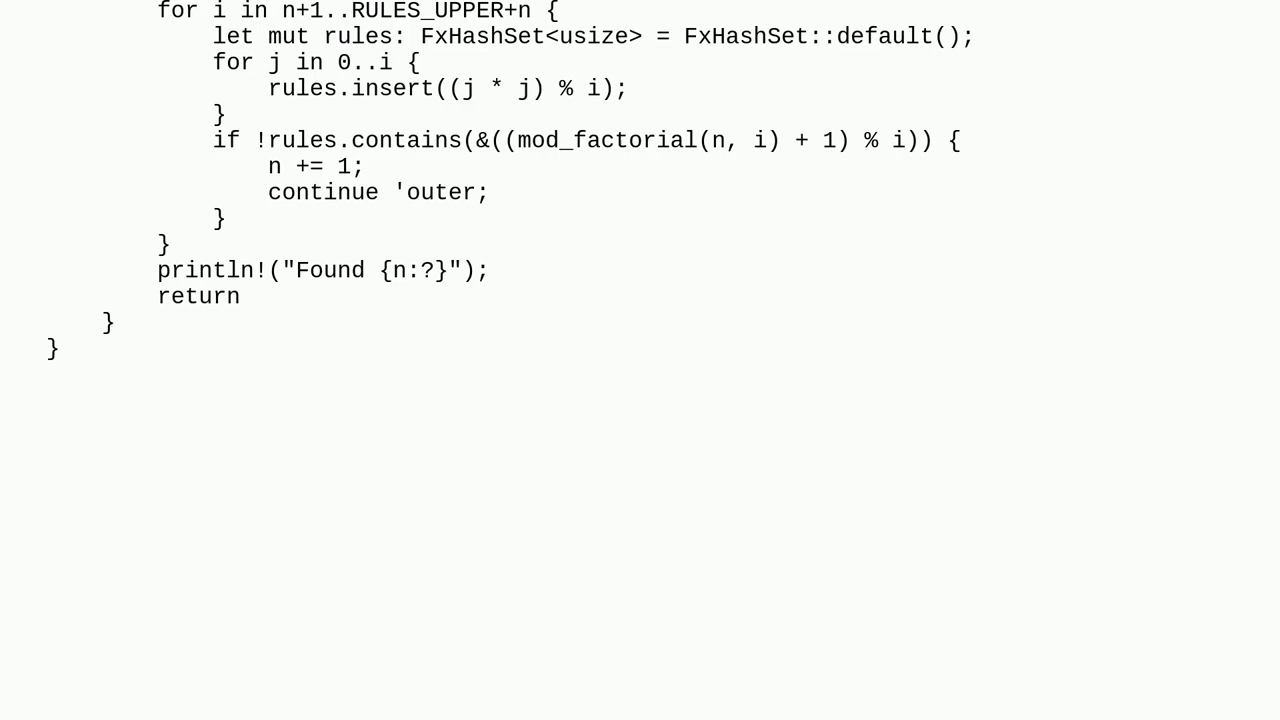 for i in n+1..RULES_UPPER+n {
let mut rules: FxHashSet<usize> = FxHashSet::default();
for j in 0..i {
rules.insert((j * j) % i);
}
if !rules.contains(&((mod_factorial(n, i) + 1) % i)) {
n += 1;
continue 'outer;
}
}
println!("Found {n:?}");
return
}
}